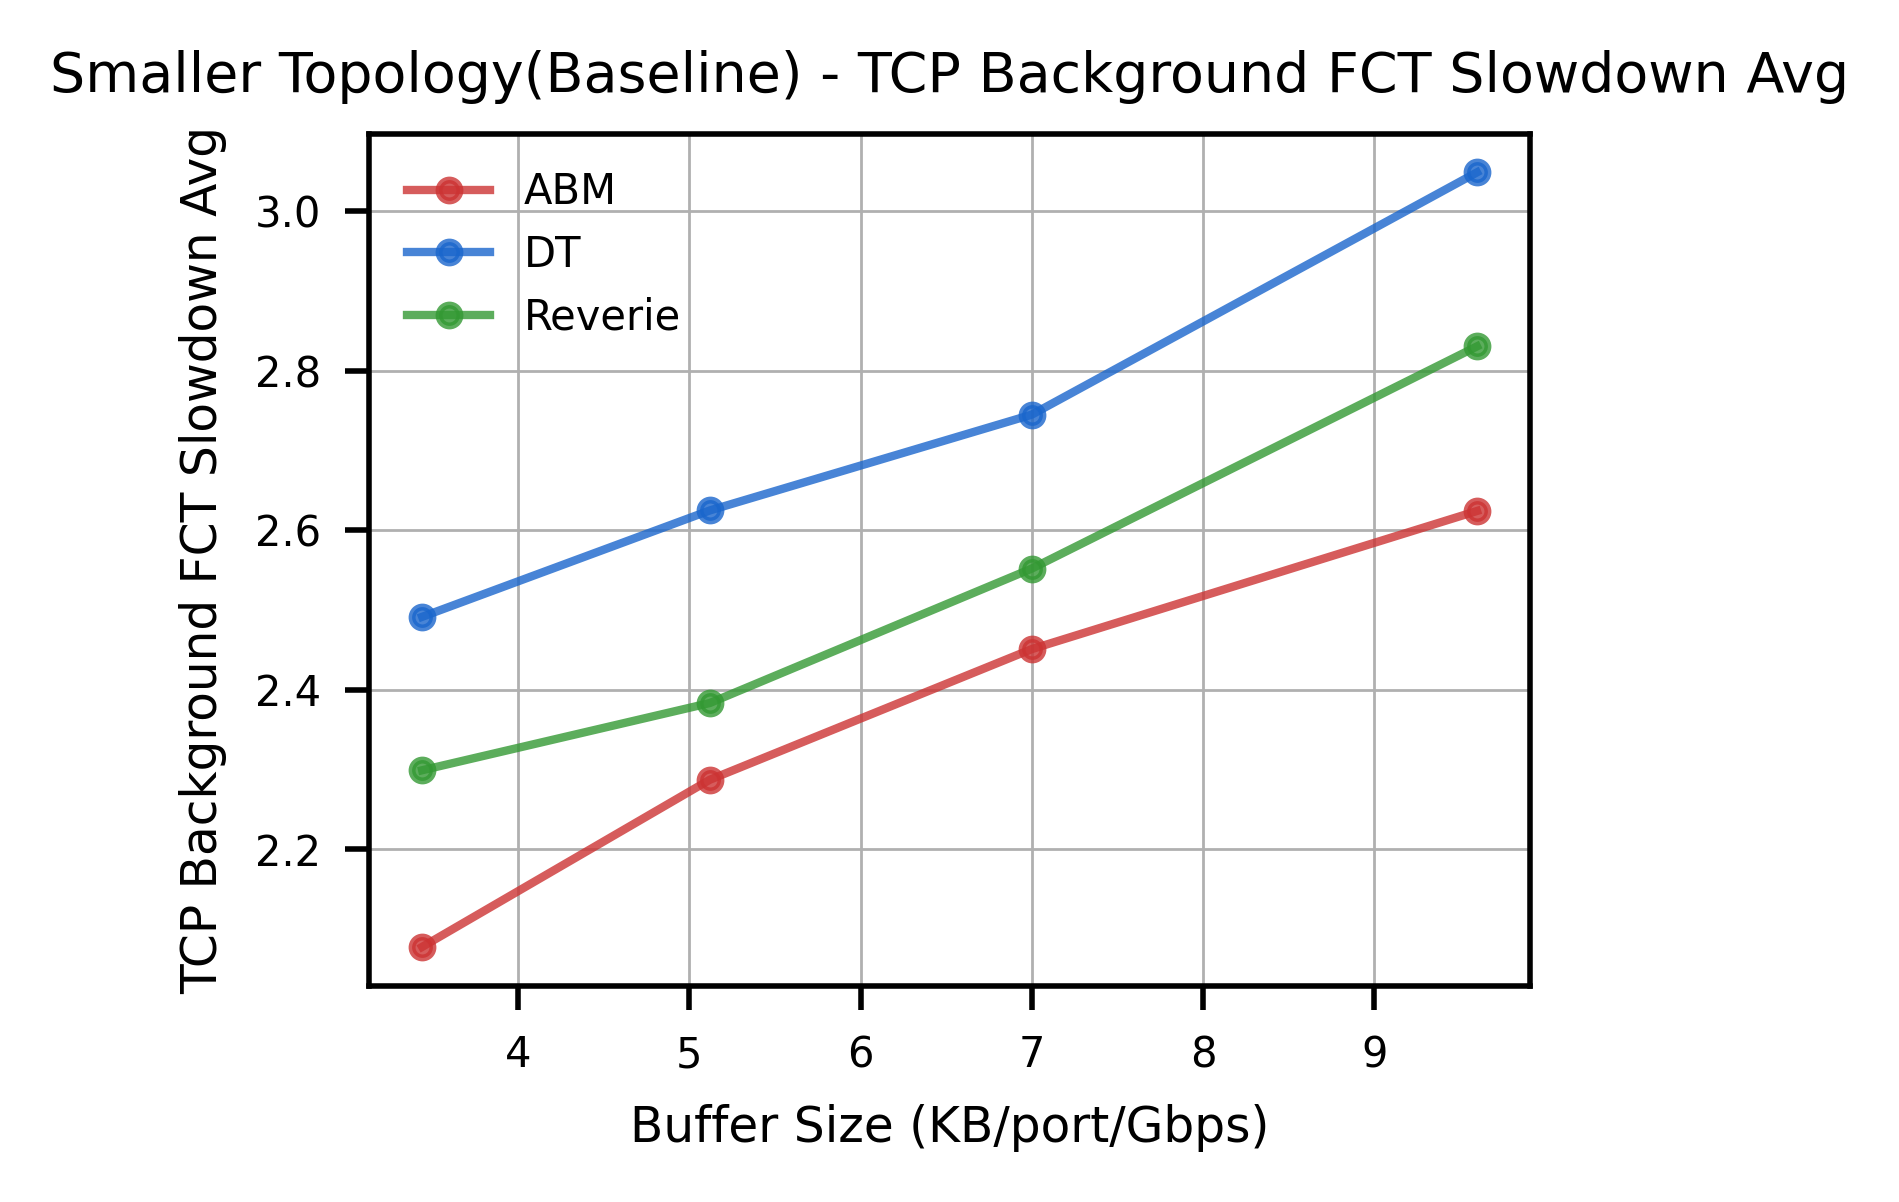 Smaller Topology(Baseline) - TCP Background FCT Slowdown Avg
TCP Background FCT Slowdown Avg
3.0
2.8
2.6
2.4
2.2
ABM
DT
Reverie
4 5 6 7 8 9
Buffer Size (KB/port/Gbps)